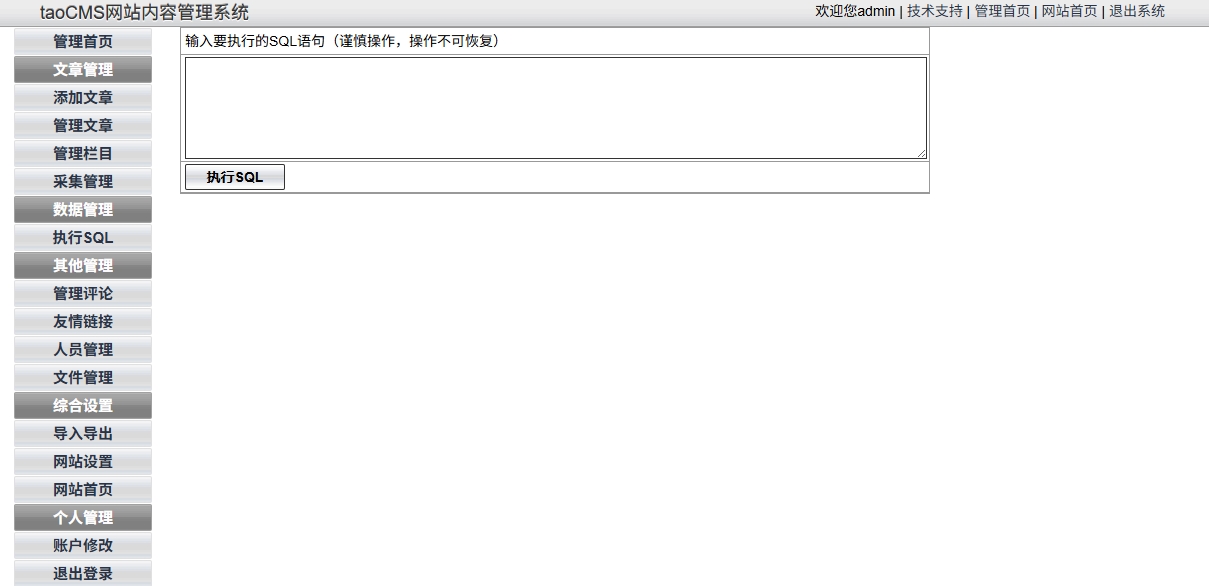 taoCMS网站内容管理系统
欢迎您admin | 技术支持 | 管理首页 | 网站首页 | 退出系统
管理首页
文章管理
添加文章
管理文章
管理栏目
采集管理
数据管理
执行SQL
其他管理
管理评论
友情链接
人员管理
文件管理
综合设置
导入导出
网站设置
网站首页
个人管理
账户修改
退出登录
输入要执行的SQL语句（谨慎操作，操作不可恢复）
执行SQL